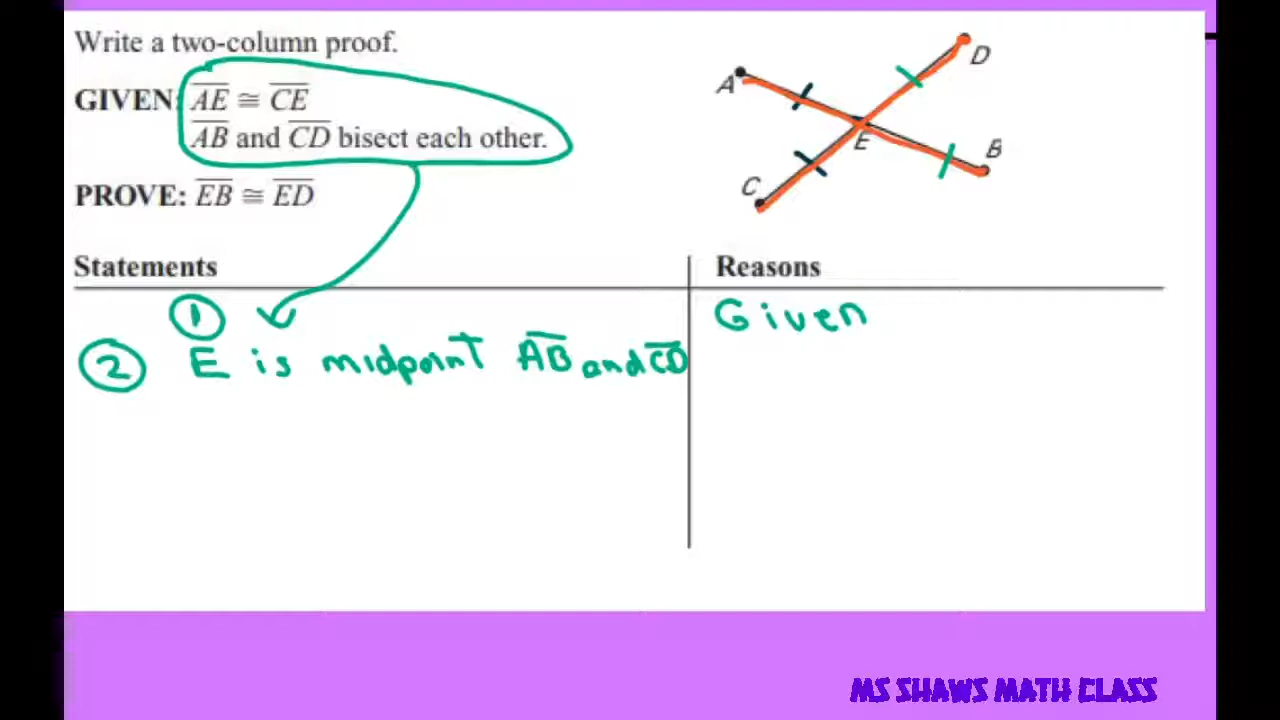 Write a two-column proof.
GIVEN: AE ≅ CE
AB and CD bisect each other.
PROVE: EB ≅ ED
A
D
E
B
C
Statements
Reasons
① Given
② E is midpoint AB and CD
MS SHAWS MATH CLASS